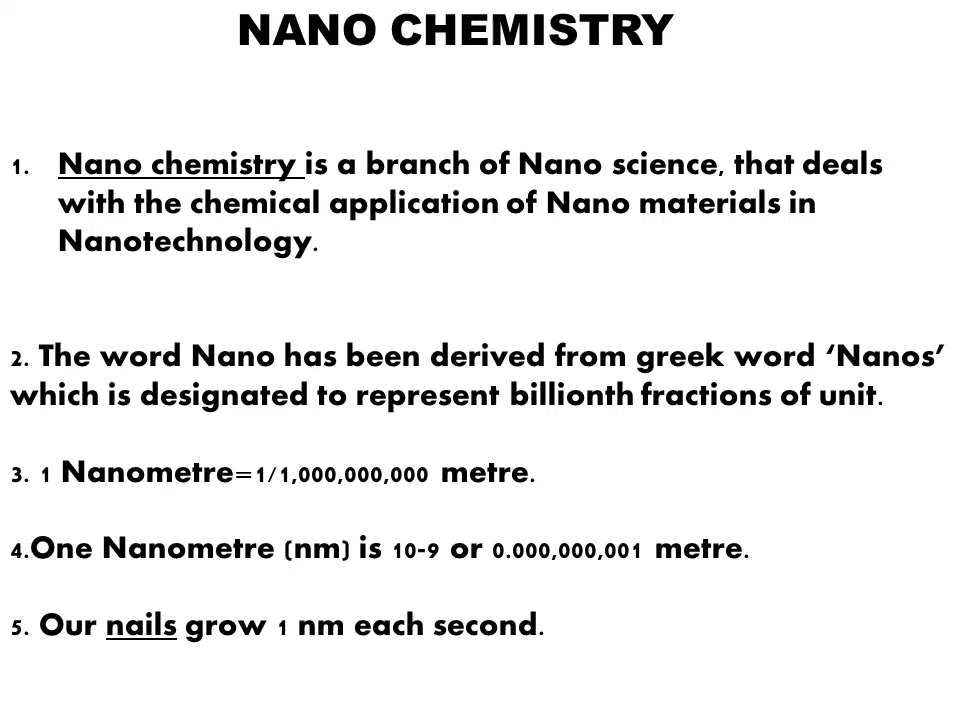 NANO CHEMISTRY
1. Nano chemistry is a branch of Nano science, that deals
with the chemical application of Nano materials in
Nanotechnology.
2. The word Nano has been derived from greek word ‘Nanos’
which is designated to represent billionth fractions of unit.
3. 1 Nanometre=1/1,000,000,000 metre.
4.One Nanometre (nm) is 10-9 or 0.000,000,001 metre.
5. Our nails grow 1 nm each second.